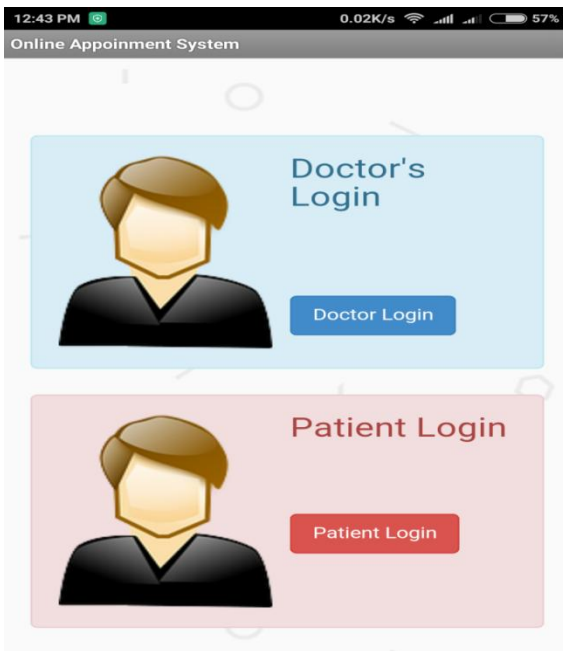 12:43 PM 0.02K/s 57%
Online Appoinment System
Doctor's
Login
Doctor Login
Patient Login
Patient Login